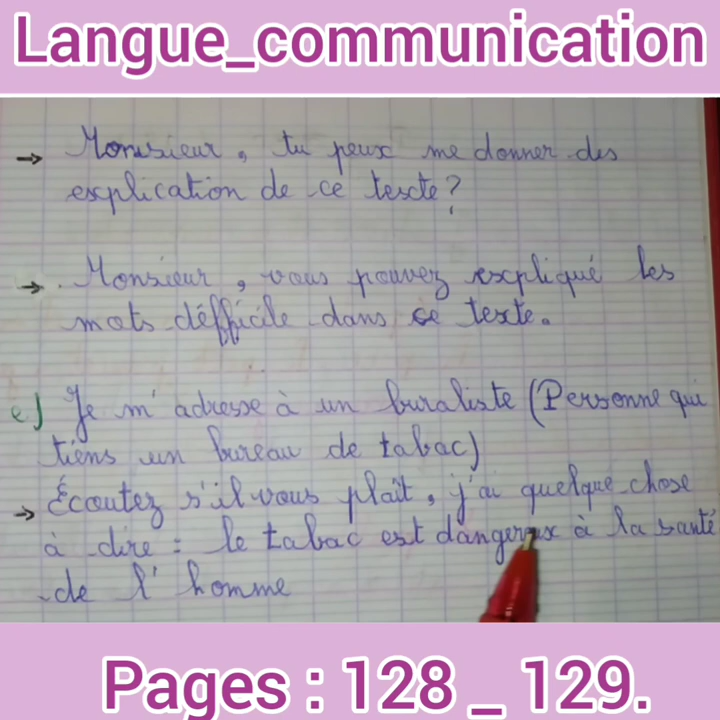 Langue_communication
→ Monsieur, tu peux me donner des
explication de ce texte?
→ Monsieur, vous pouvez expliqué les
mots défficile dans ce texte.
e) Je m'adresse à un buraliste (Personne qui
tiens un bureau de tabac)
→ Écoutez s'il vous plaît, j'ai quelque chose
à dire : le tabac est dangereux à la santé
de l'homme
Pages : 128 _ 129.